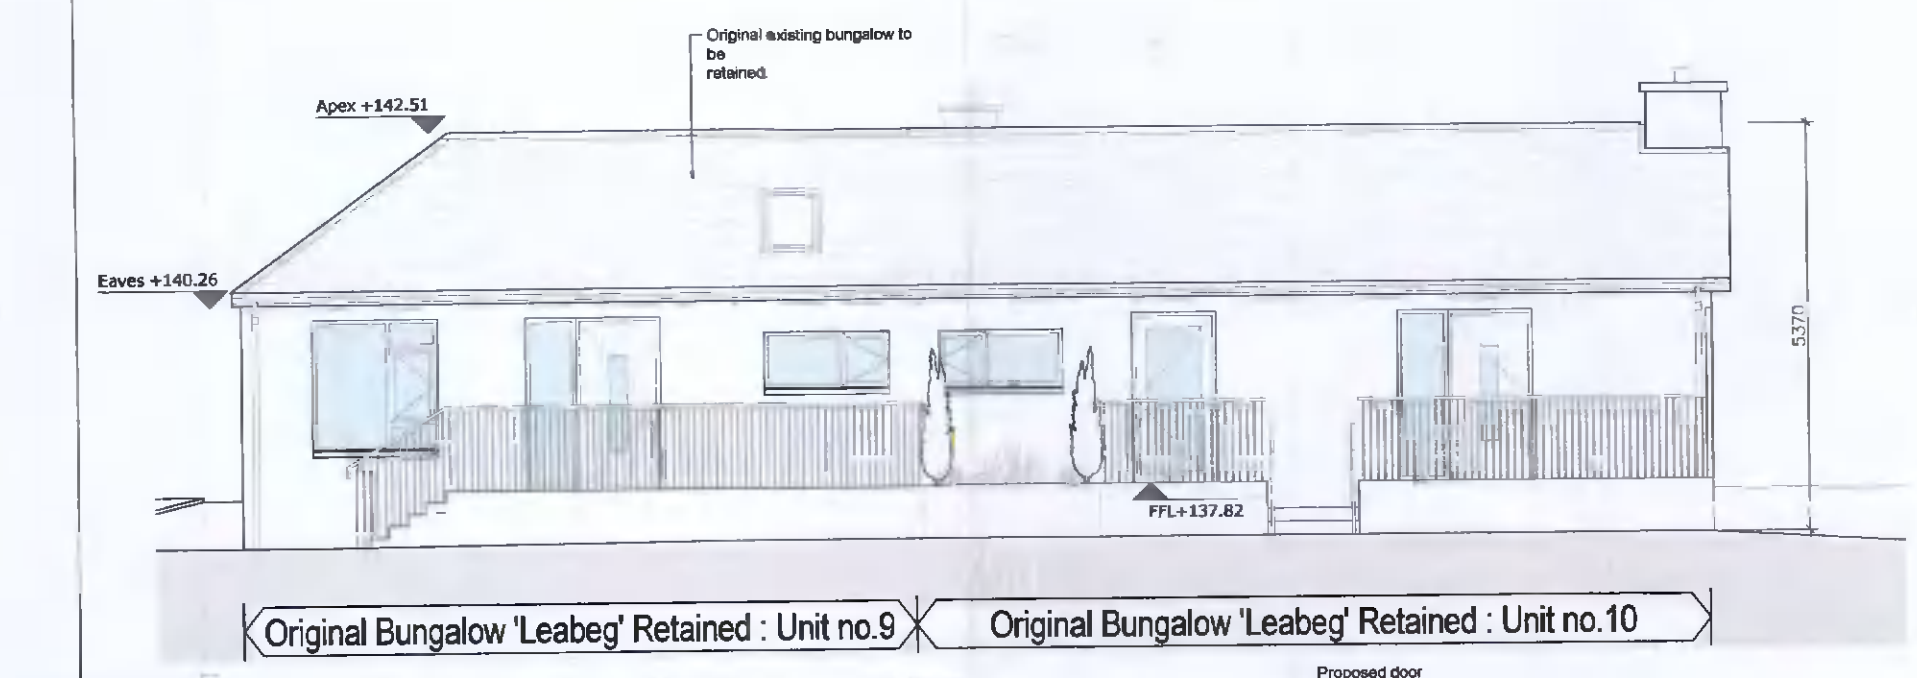 Original existing bungalow to
be
retained.
Apex +142.51
Eaves +140.26
5370
FFL+137.82
Original Bungalow 'Leabeg' Retained : Unit no.9
Original Bungalow 'Leabeg' Retained : Unit no.10
Proposed door